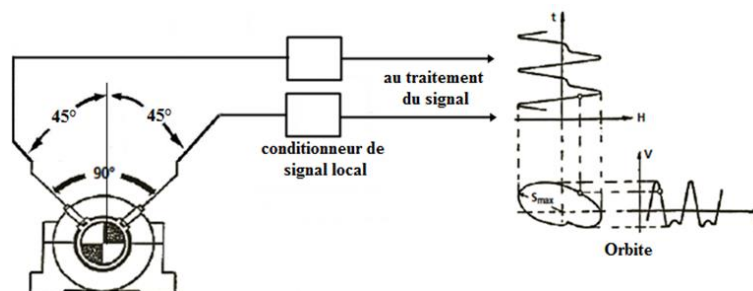 t
au traitement
du signal
45°
45°
H
conditionneur de
signal local
90°
V
Smax
Orbite